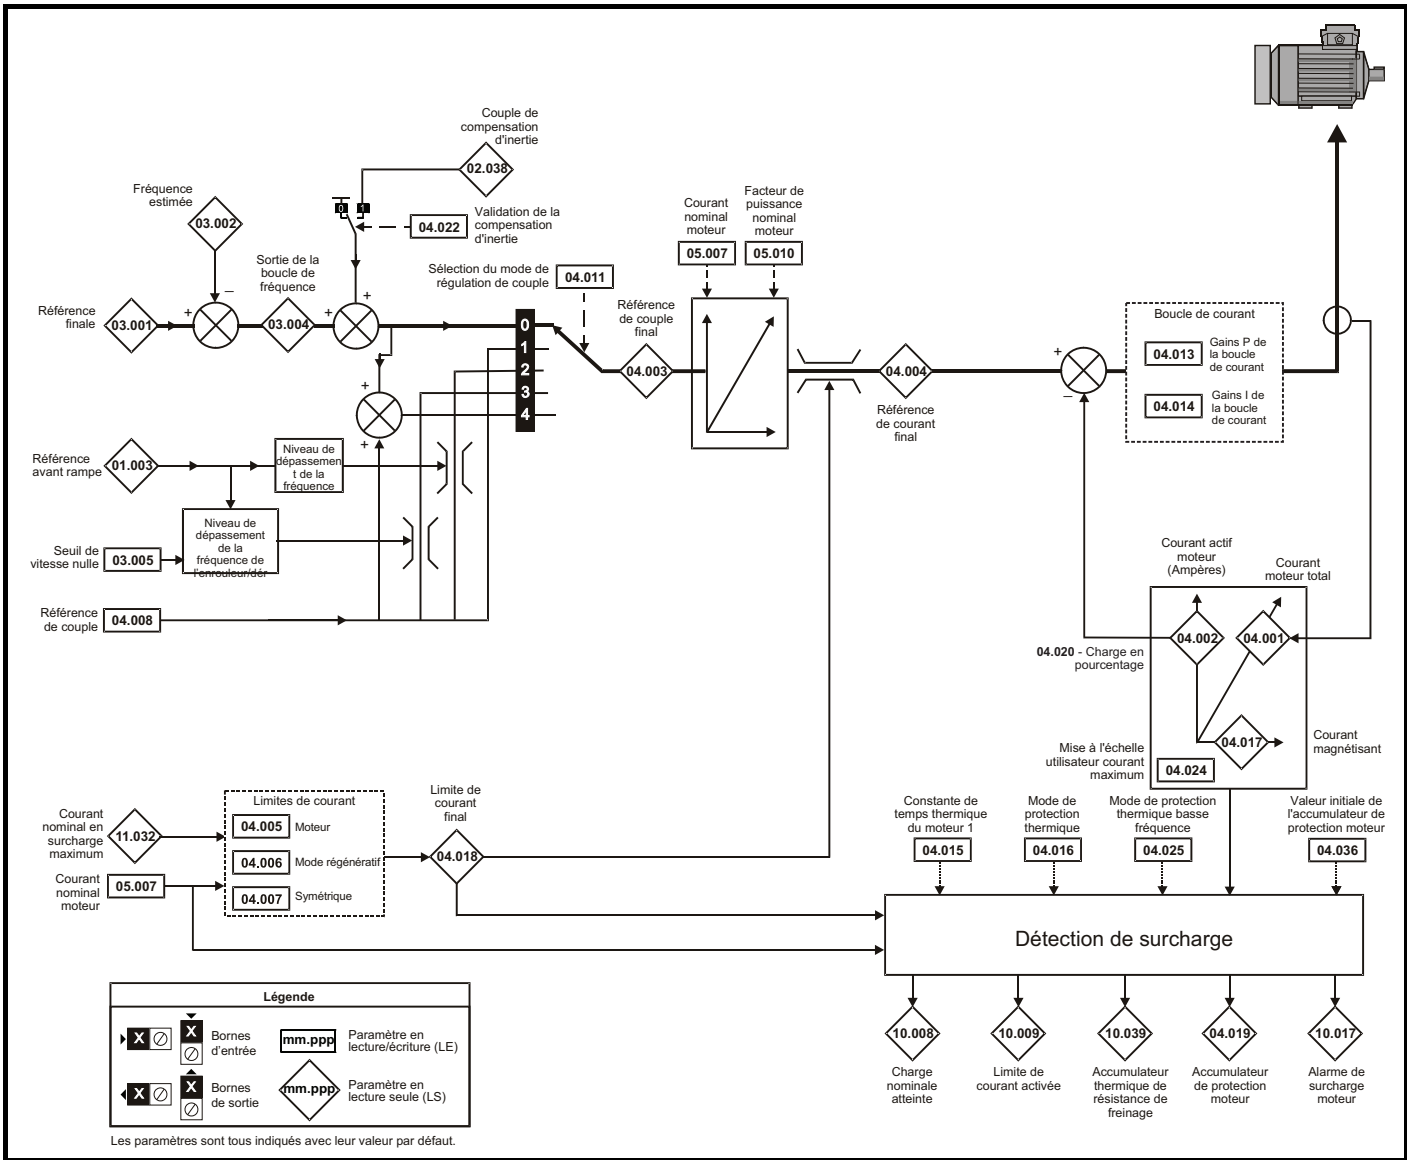 Couple de
compensation
d'inertie
02.038
Fréquence
estimée
03.002
0 1
04.022
Validation de la
compensation
d'inertie
Sortie de la
boucle de
fréquence
Sélection du mode de
régulation de couple
04.011
Courant
nominal
moteur
05.007
Facteur de
puissance
nominal
moteur
05.010
Référence
finale
03.001
+
–
03.004
+
+
0
1
2
3
4
Référence
de couple
final
04.003
04.004
Référence
de courant
final
+
–
Boucle de courant
04.013
Gains P de
la boucle
de courant
04.014
Gains I de
la boucle
de courant
+
+
Référence
avant rampe
01.003
Niveau de
dépassemen
t de la
fréquence
Niveau de
dépassement
de la
fréquence de
l'enrouleur/dér
Seuil de
vitesse nulle
03.005
Référence
de couple
04.008
Courant actif
moteur
(Ampères)
Courant
moteur total
04.002
04.001
04.020 - Charge en
pourcentage
04.017
Courant
magnétisant
Mise à l'échelle
utilisateur courant
maximum
04.024
Courant
nominal en
surcharge
maximum
11.032
Courant
nominal
moteur
05.007
Limites de courant
04.005
Moteur
04.006
Mode régénératif
04.007
Symétrique
Limite de
courant
final
04.018
Constante de
temps thermique
du moteur 1
04.015
Mode de
protection
thermique
04.016
Mode de protection
thermique basse
fréquence
04.025
Valeur initiale de
l'accumulateur de
protection moteur
04.036
Détection de surcharge
10.008
Charge
nominale
atteinte
10.009
Limite de
courant activée
10.039
Accumulateur
thermique de
résistance de
freinage
04.019
Accumulateur
de protection
moteur
10.017
Alarme de
surcharge
moteur
Légende
X
X
Bornes
d'entrée
mm.ppp
Paramètre en
lecture/écriture (LE)
X
X
Bornes
de sortie
mm.ppp
Paramètre en
lecture seule (LS)
Les paramètres sont tous indiqués avec leur valeur par défaut.